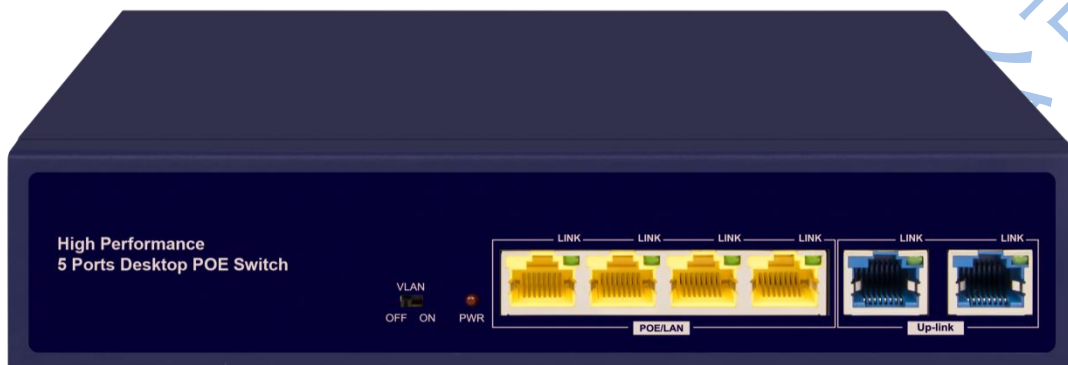 High Performance
5 Ports Desktop POE Switch
VLAN
OFF ON
PWR
LINK LINK LINK LINK
POE/LAN
LINK LINK
Up-link